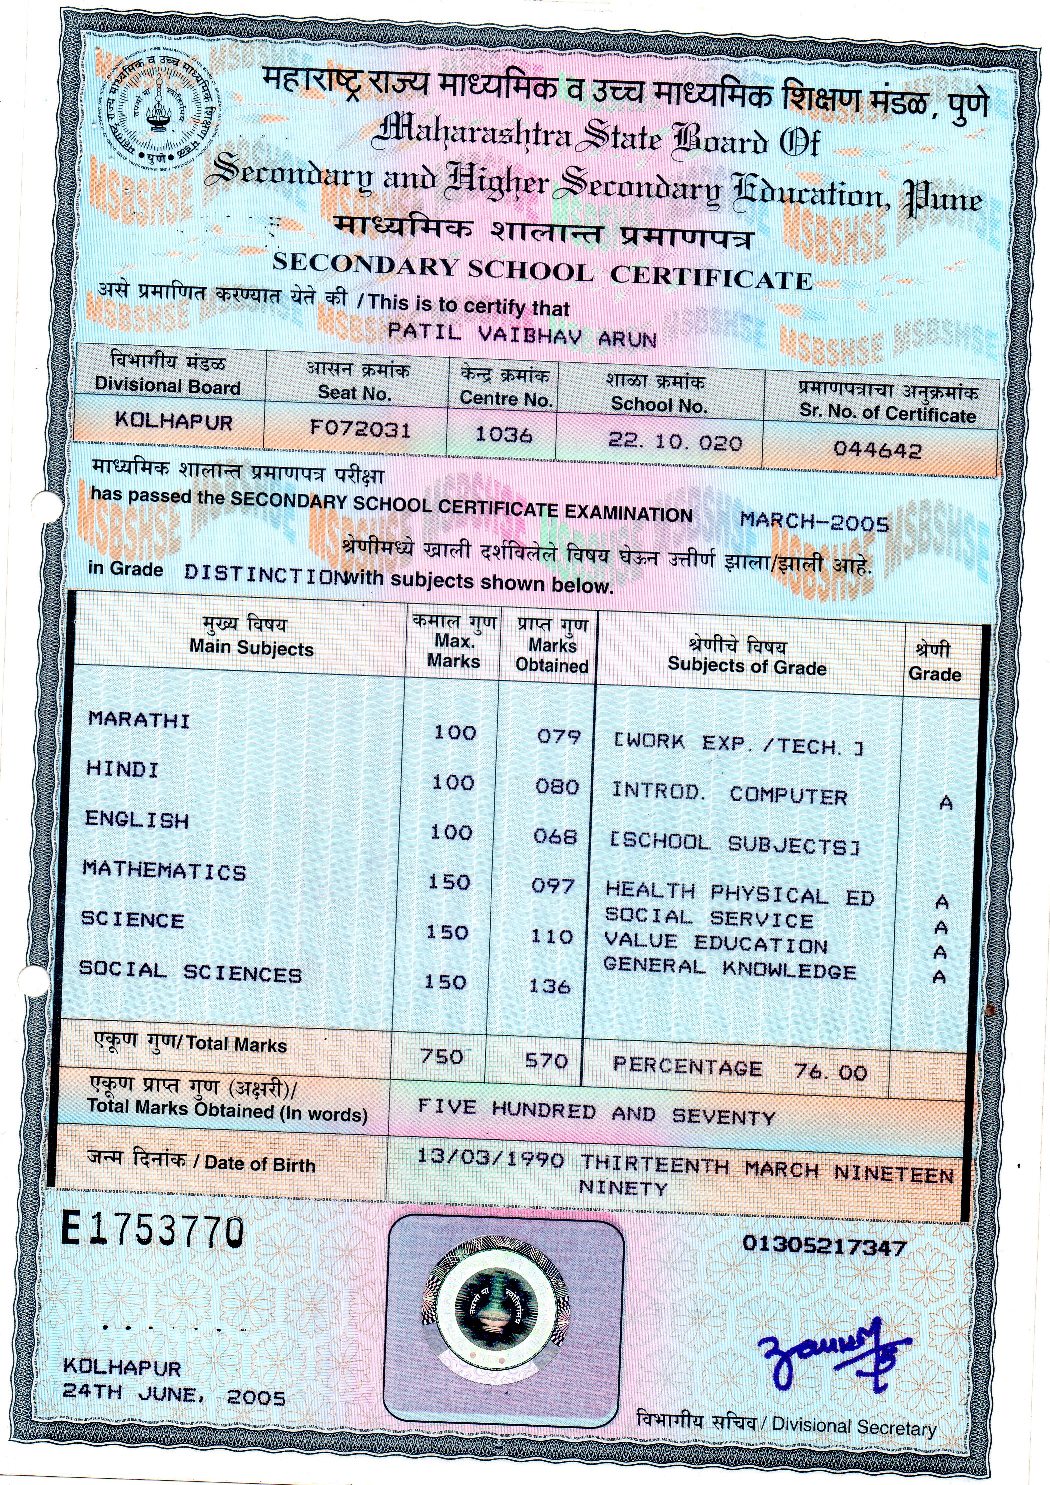 महाराष्ट्र राज्य माध्यमिक व उच्च माध्यमिक शिक्षण मंडळ, पुणे
Maharashtra State Board Of
Secondary and Higher Secondary Education, Pune
माध्यमिक शालान्त प्रमाणपत्र
SECONDARY SCHOOL CERTIFICATE
असे प्रमाणित करण्यात येते की / This is to certify that
PATIL VAIBHAV ARUN
विभागीय मंडळ आसन क्रमांक केन्द्र क्रमांक शाळा क्रमांक प्रमाणपत्राचा अनुक्रमांक
Divisional Board Seat No. Centre No. School No. Sr. No. of Certificate
KOLHAPUR F072031 1036 22. 10. 020 044642
माध्यमिक शालान्त प्रमाणपत्र परीक्षा
has passed the SECONDARY SCHOOL CERTIFICATE EXAMINATION MARCH-2005
श्रेणीमध्ये खाली दर्शविलेले विषय घेऊन उत्तीर्ण झाला/झाली आहे.
in Grade DISTINCTION with subjects shown below.
मुख्य विषय कमाल गुण प्राप्त गुण श्रेणीचे विषय श्रेणी
Main Subjects Max. Marks Marks Obtained Subjects of Grade Grade
MARATHI 100 079 [WORK EXP. /TECH. ]
HINDI 100 080 INTROD. COMPUTER A
ENGLISH 100 068 [SCHOOL SUBJECTS]
MATHEMATICS 150 097 HEALTH PHYSICAL ED A
SOCIAL SERVICE A
SCIENCE 150 110 VALUE EDUCATION A
SOCIAL SCIENCES 150 136 GENERAL KNOWLEDGE A
एकूण गुण/Total Marks 750 570 PERCENTAGE 76. 00
एकूण प्राप्त गुण (अक्षरी)/
Total Marks Obtained (In words) FIVE HUNDRED AND SEVENTY
जन्म दिनांक / Date of Birth 13/03/1990 THIRTEENTH MARCH NINETEEN
NINETY
E1753770
01305217347
KOLHAPUR
24TH JUNE, 2005
विभागीय सचिव / Divisional Secretary